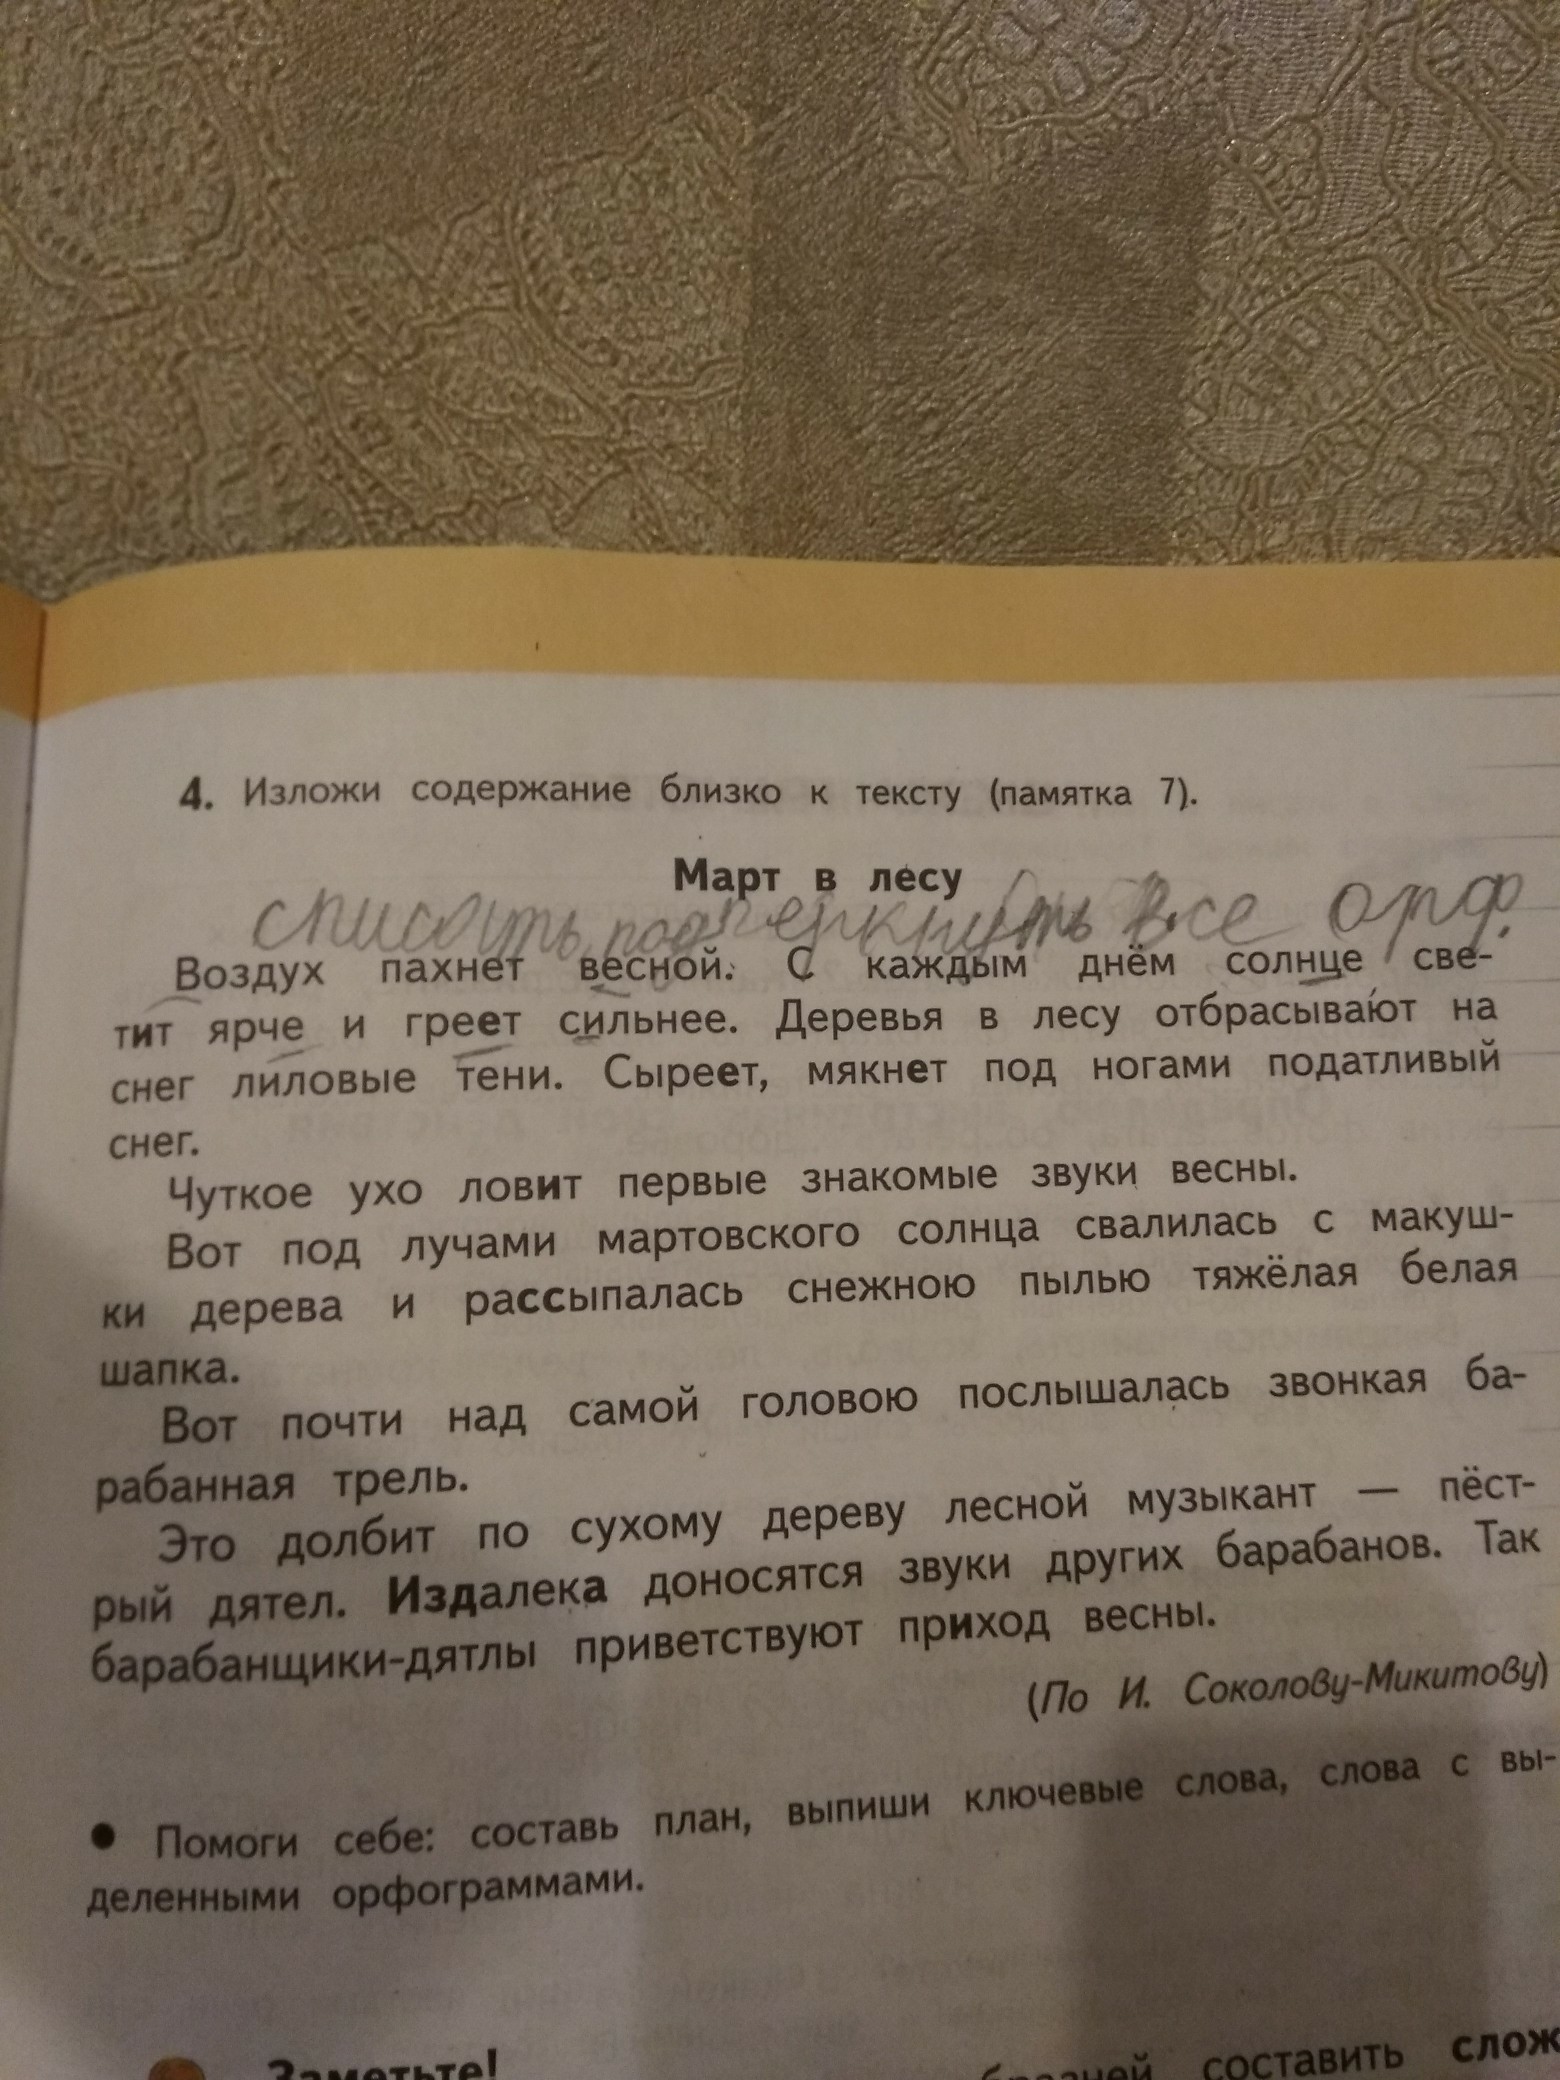 4. Изложи содержание близко к тексту (памятка 7).
Март в лесу
списать, подчеркнуть все орф.
Воздух пахнет весной. С каждым днём солнце све-
тит ярче и греет сильнее. Деревья в лесу отбрасывают на
снег лиловые тени. Сыреет, мякнет под ногами податливый
снег.
Чуткое ухо ловит первые знакомые звуки весны.
Вот под лучами мартовского солнца свалилась с макуш-
ки дерева и рассыпалась снежною пылью тяжёлая белая
шапка.
Вот почти над самой головою послышалась звонкая ба-
рабанная трель.
Это долбит по сухому дереву лесной музыкант — пёст-
рый дятел. Издалека доносятся звуки других барабанов. Так
барабанщики-дятлы приветствуют приход весны.
(По И. Соколову-Микитову)
● Помоги себе: составь план, выпиши ключевые слова, слова с вы-
деленными орфограммами.
Заметьте!
составить слож